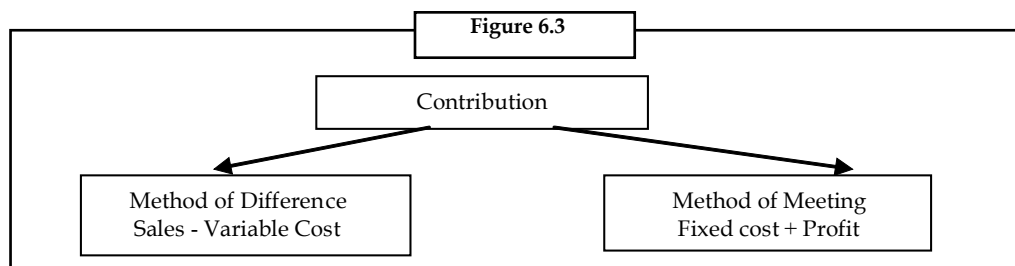 Figure 6.3
Contribution
Method of Difference
Sales - Variable Cost
Method of Meeting
Fixed cost + Profit